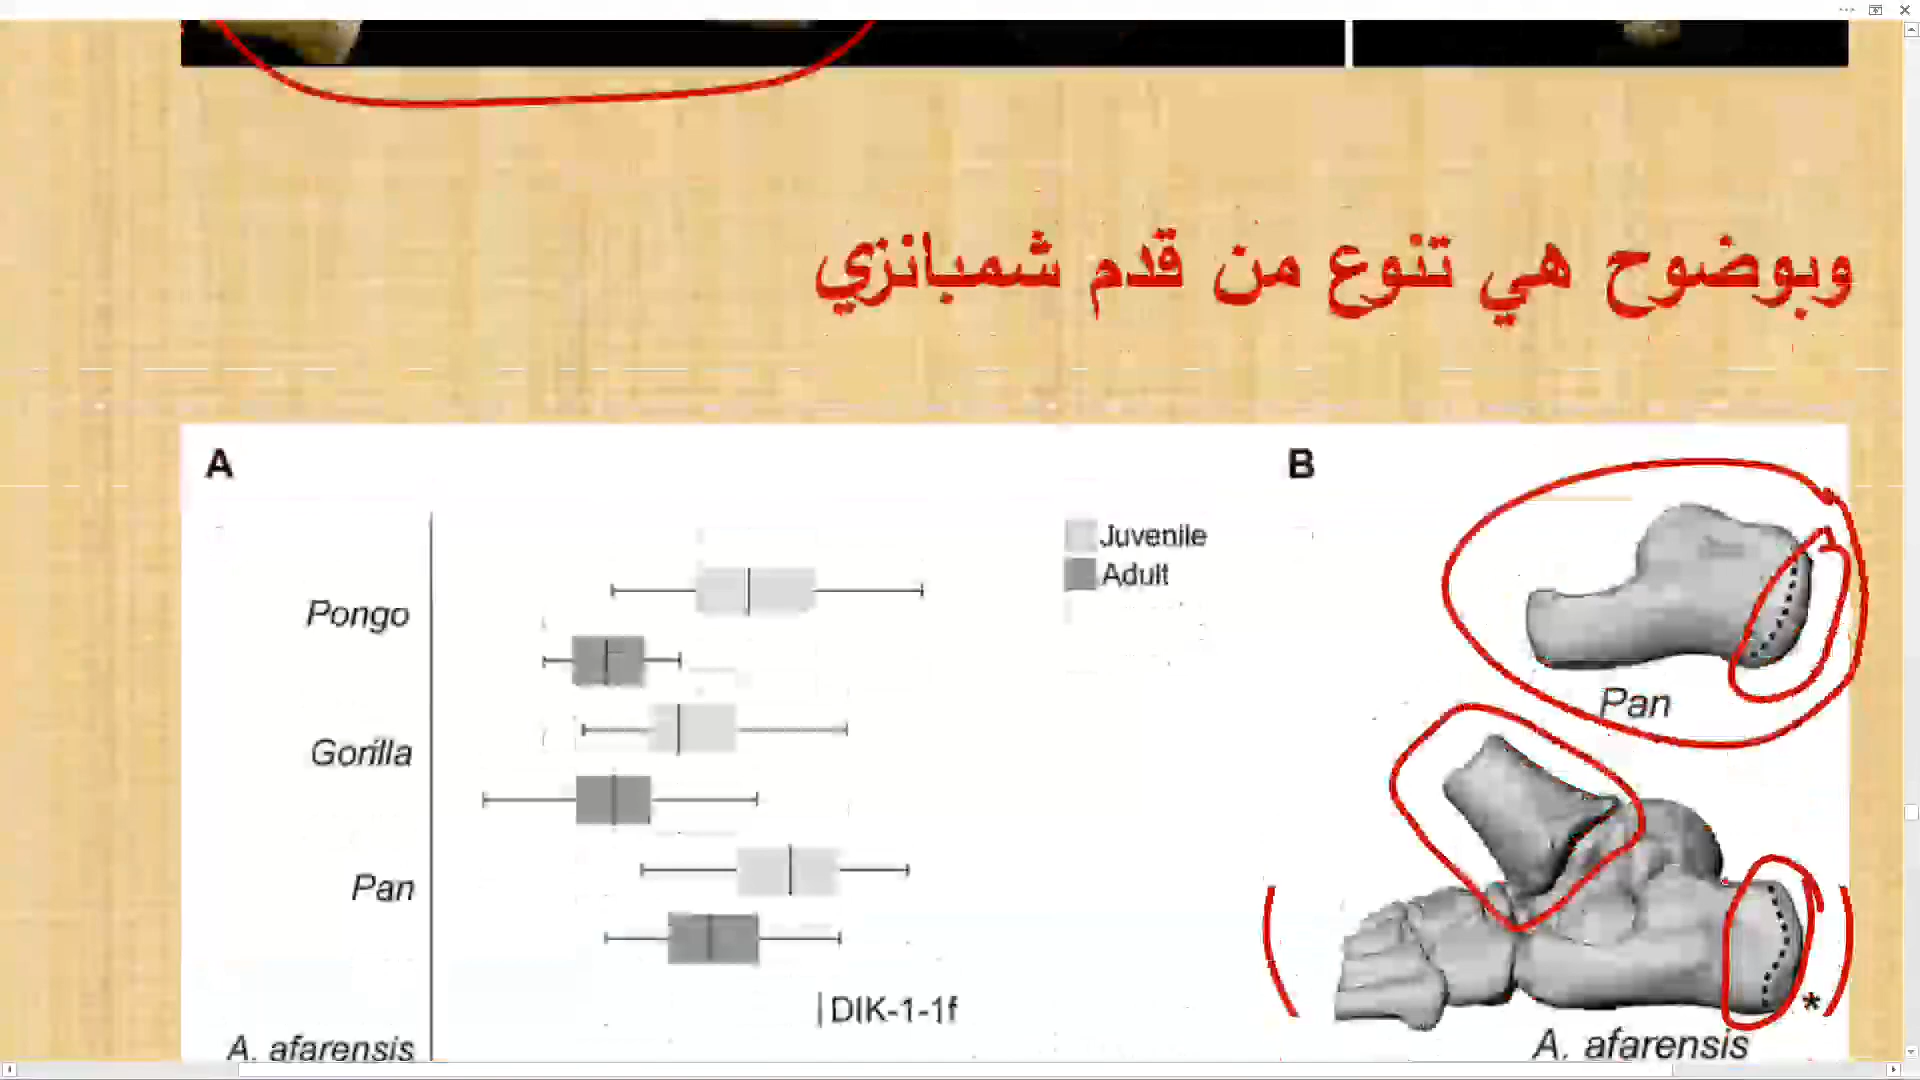 وبوضوح هي تنوع من قدم شمبانزي
A
B
Juvenile
Adult
Pongo
Gorilla
Pan
DIK-1-1f
A. afarensis
Pan
*
A. afarensis